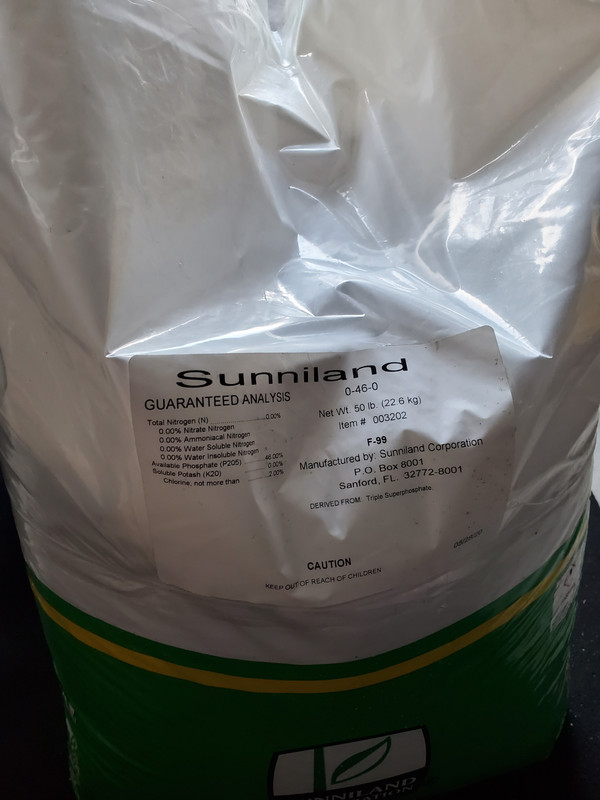 Sunniland
0-46-0
GUARANTEED ANALYSIS
Net Wt. 50 lb. (22.6 kg)
Item # 003202
Total Nitrogen (N) 0.00%
0.00% Nitrate Nitrogen
0.00% Ammoniacal Nitrogen
0.00% Water Soluble Nitrogen
0.00% Water Insoluble Nitrogen
Available Phosphate (P205) 46.00%
Soluble Potash (K20) 0.00%
Chlorine, not more than 2.00%
F-99
Manufactured by: Sunniland Corporation
P.O. Box 8001
Sanford, FL. 32772-8001
DERIVED FROM: Triple Superphosphate
CAUTION
KEEP OUT OF REACH OF CHILDREN
SUNNILAND